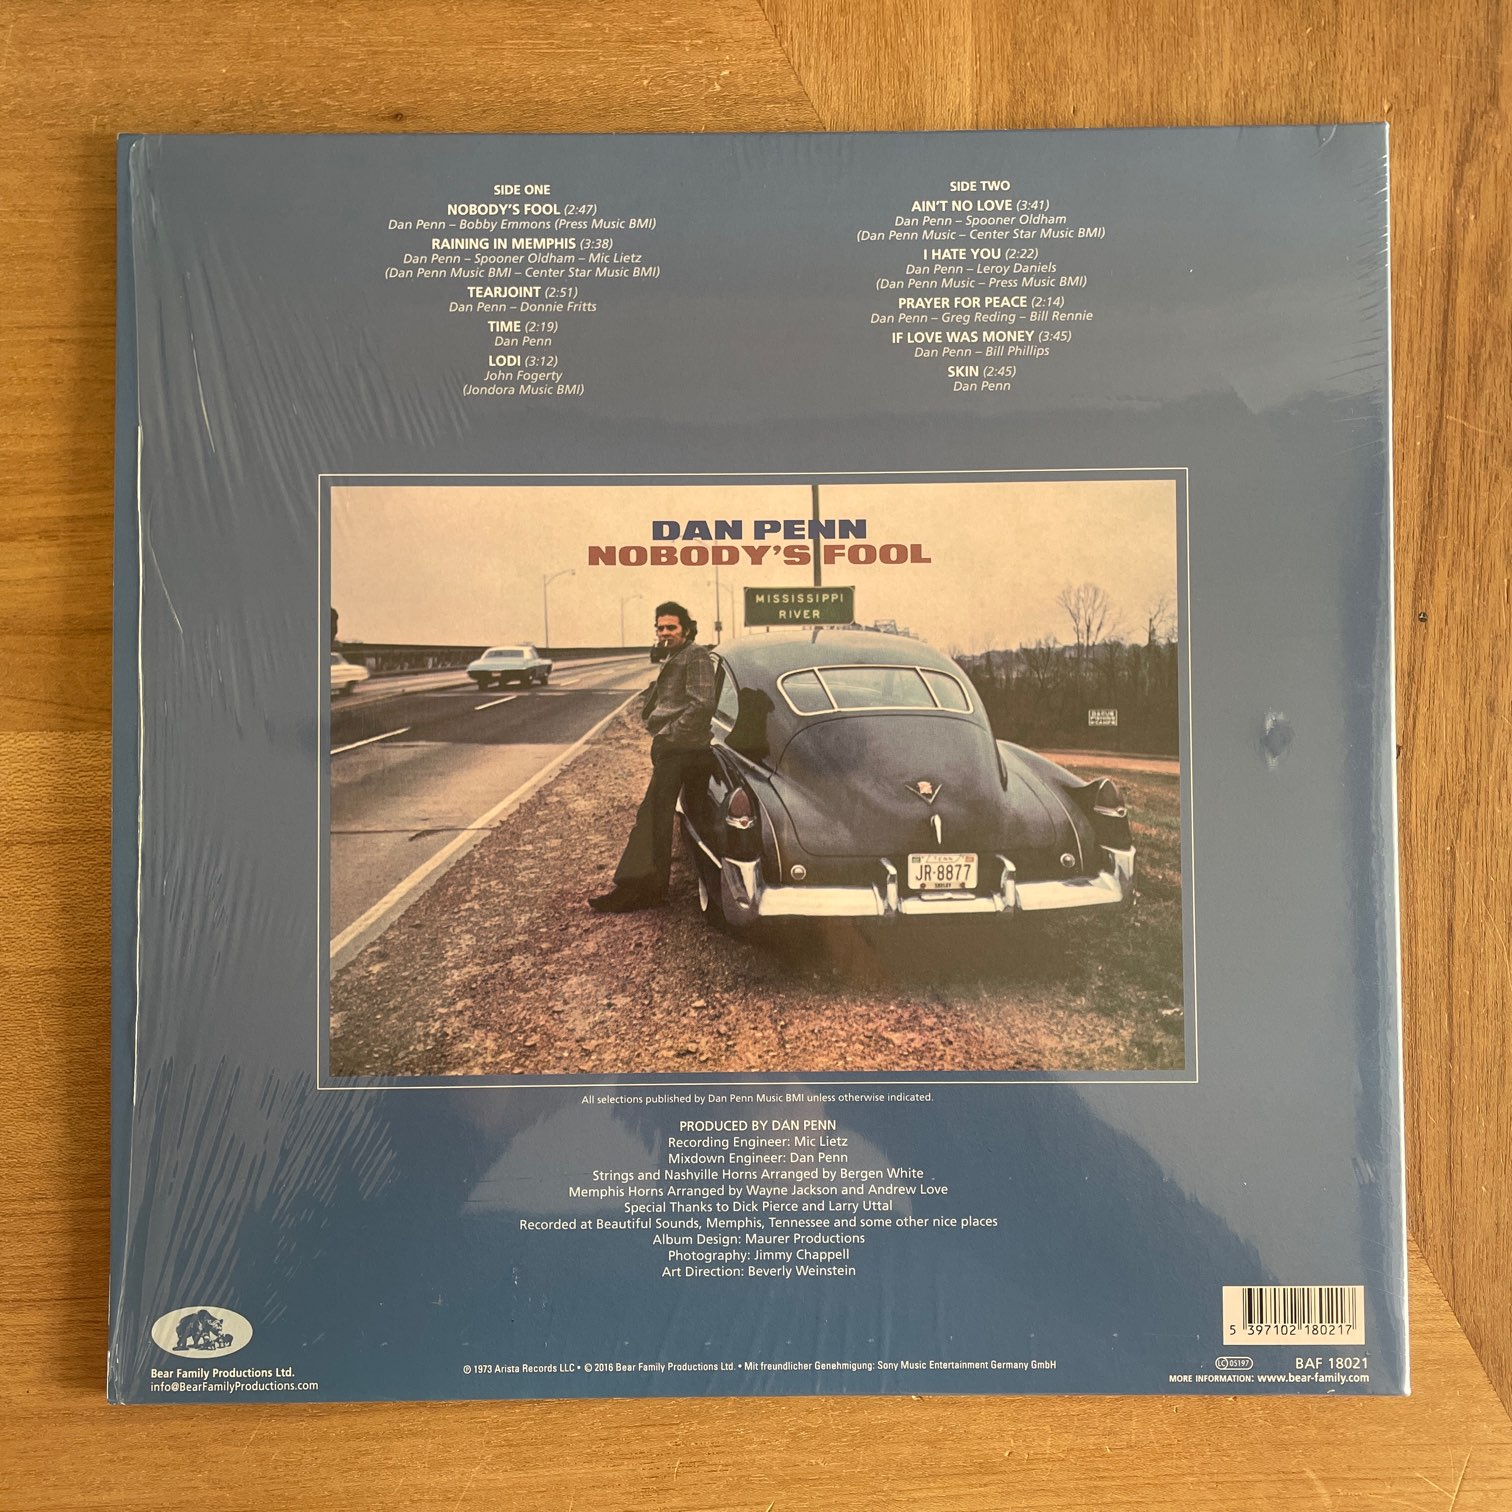 SIDE ONE
NOBODY'S FOOL (2:47)
Dan Penn – Bobby Emmons (Press Music BMI)
RAINING IN MEMPHIS (3:38)
Dan Penn – Spooner Oldham – Mic Lietz
(Dan Penn Music BMI – Center Star Music BMI)
TEARJOINT (2:51)
Dan Penn – Donnie Fritts
TIME (2:19)
Dan Penn
LODI (3:12)
John Fogerty
(Jondora Music BMI)
SIDE TWO
AIN'T NO LOVE (3:41)
Dan Penn – Spooner Oldham
(Dan Penn Music – Center Star Music BMI)
I HATE YOU (2:22)
Dan Penn – Leroy Daniels
(Dan Penn Music – Press Music BMI)
PRAYER FOR PEACE (2:14)
Dan Penn – Greg Reding – Bill Rennie
IF LOVE WAS MONEY (3:45)
Dan Penn – Bill Phillips
SKIN (2:45)
Dan Penn
DAN PENN
NOBODY'S FOOL
MISSISSIPPI
RIVER
TENN
JR-8877
SHELBY
All selections published by Dan Penn Music BMI unless otherwise indicated.
PRODUCED BY DAN PENN
Recording Engineer: Mic Lietz
Mixdown Engineer: Dan Penn
Strings and Nashville Horns Arranged by Bergen White
Memphis Horns Arranged by Wayne Jackson and Andrew Love
Special Thanks to Dick Pierce and Larry Uttal
Recorded at Beautiful Sounds, Memphis, Tennessee and some other nice places
Album Design: Maurer Productions
Photography: Jimmy Chappell
Art Direction: Beverly Weinstein
Bear Family Productions Ltd.
info@BearFamilyProductions.com
℗ 1973 Arista Records LLC • © 2016 Bear Family Productions Ltd. • Mit freundlicher Genehmigung: Sony Music Entertainment Germany GmbH
5 397102 180217
LC 05197
BAF 18021
MORE INFORMATION: www.bear-family.com